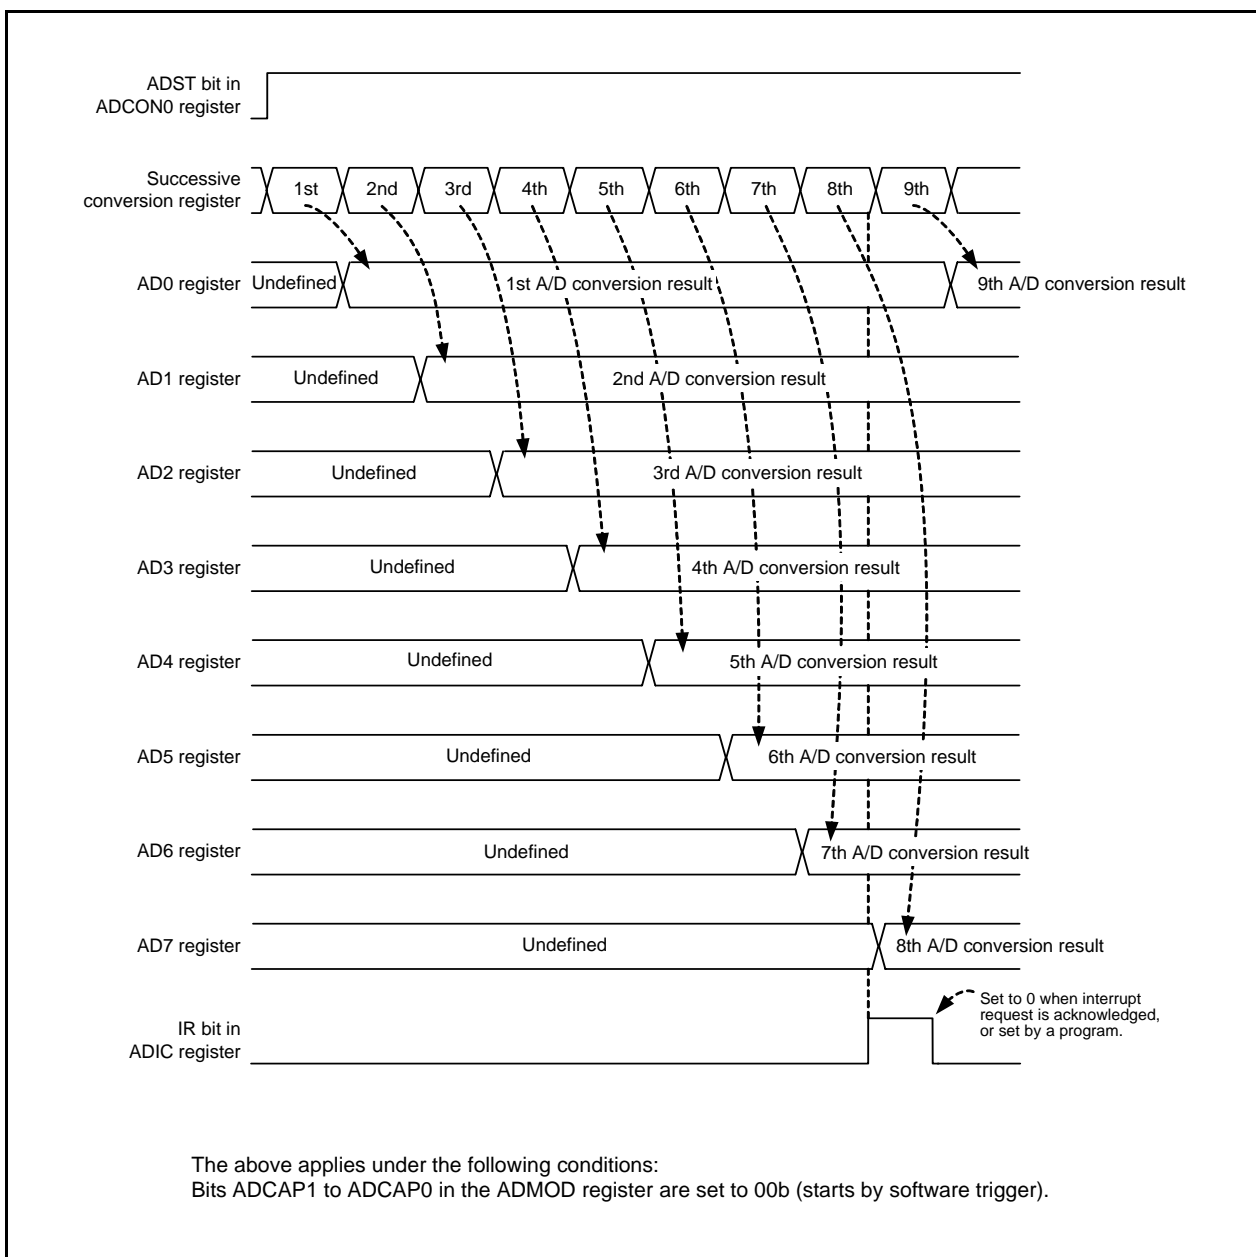 ADST bit in
ADCON0 register
Successive
conversion register
1st 2nd 3rd 4th 5th 6th 7th 8th 9th
AD0 register Undefined 1st A/D conversion result 9th A/D conversion result
AD1 register Undefined 2nd A/D conversion result
AD2 register Undefined 3rd A/D conversion result
AD3 register Undefined 4th A/D conversion result
AD4 register Undefined 5th A/D conversion result
AD5 register Undefined 6th A/D conversion result
AD6 register Undefined 7th A/D conversion result
AD7 register Undefined 8th A/D conversion result
IR bit in
ADIC register
Set to 0 when interrupt
request is acknowledged,
or set by a program.
The above applies under the following conditions:
Bits ADCAP1 to ADCAP0 in the ADMOD register are set to 00b (starts by software trigger).